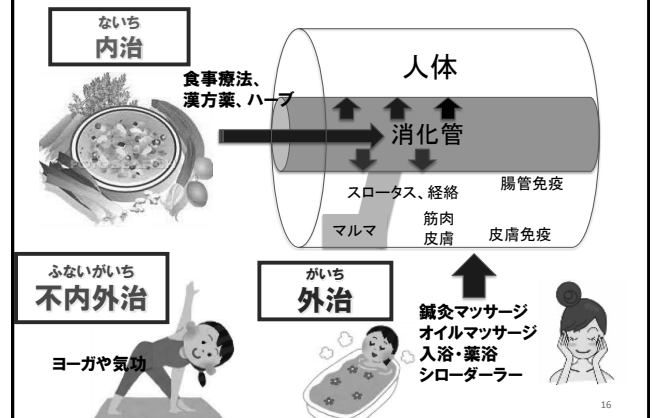 ないち
内治
食事療法、
漢方薬、ハーブ
人体
消化管
スロータス、経絡
腸管免疫
マルマ
筋肉
皮膚
皮膚免疫
ふないがいち
不内外治
ヨーガや気功
がいち
外治
鍼灸マッサージ
オイルマッサージ
入浴・薬浴
シローダーラー
16